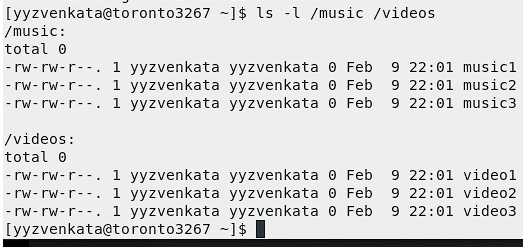 [yyzvenkata@toronto3267 ~]$ ls -l /music /videos
/music:
total 0
-rw-rw-r--. 1 yyzvenkata yyzvenkata 0 Feb  9 22:01 music1
-rw-rw-r--. 1 yyzvenkata yyzvenkata 0 Feb  9 22:01 music2
-rw-rw-r--. 1 yyzvenkata yyzvenkata 0 Feb  9 22:01 music3

/videos:
total 0
-rw-rw-r--. 1 yyzvenkata yyzvenkata 0 Feb  9 22:01 video1
-rw-rw-r--. 1 yyzvenkata yyzvenkata 0 Feb  9 22:01 video2
-rw-rw-r--. 1 yyzvenkata yyzvenkata 0 Feb  9 22:01 video3
[yyzvenkata@toronto3267 ~]$